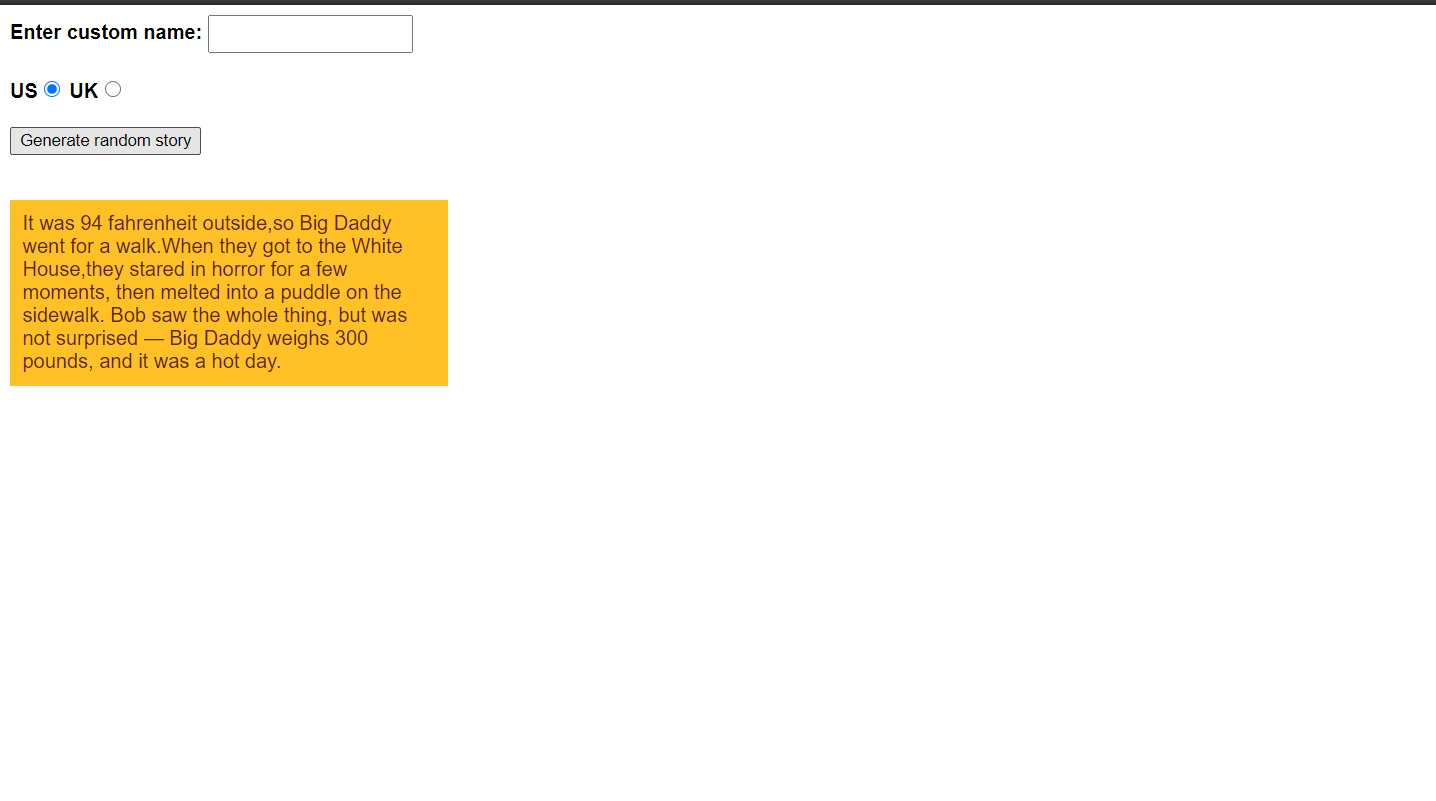 Enter custom name:
US UK
Generate random story
It was 94 fahrenheit outside,so Big Daddy
went for a walk.When they got to the White
House,they stared in horror for a few
moments, then melted into a puddle on the
sidewalk. Bob saw the whole thing, but was
not surprised — Big Daddy weighs 300
pounds, and it was a hot day.